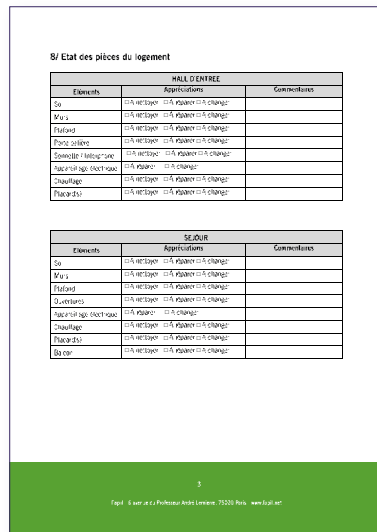 8/ Etat des pièces du logement
HALL D'ENTREE
Eléments Appréciations Commentaires
Sol □ A nettoyer □ A réparer □ A changer
Murs □ A nettoyer □ A réparer □ A changer
Plafond □ A nettoyer □ A réparer □ A changer
Porte palière □ A nettoyer □ A réparer □ A changer
Sonnette / Interphone □ A nettoyer □ A réparer □ A changer
Appareillage électrique □ A réparer □ A changer
Chauffage □ A nettoyer □ A réparer □ A changer
Placard(s) □ A nettoyer □ A réparer □ A changer
SEJOUR
Eléments Appréciations Commentaires
Sol □ A nettoyer □ A réparer □ A changer
Murs □ A nettoyer □ A réparer □ A changer
Plafond □ A nettoyer □ A réparer □ A changer
Ouvertures □ A nettoyer □ A réparer □ A changer
Appareillage électrique □ A réparer □ A changer
Chauffage □ A nettoyer □ A réparer □ A changer
Placard(s) □ A nettoyer □ A réparer □ A changer
Balcon □ A nettoyer □ A réparer □ A changer
3
Fapil 6 avenue du Professeur André Lemierre, 75020 Paris www.fapil.net